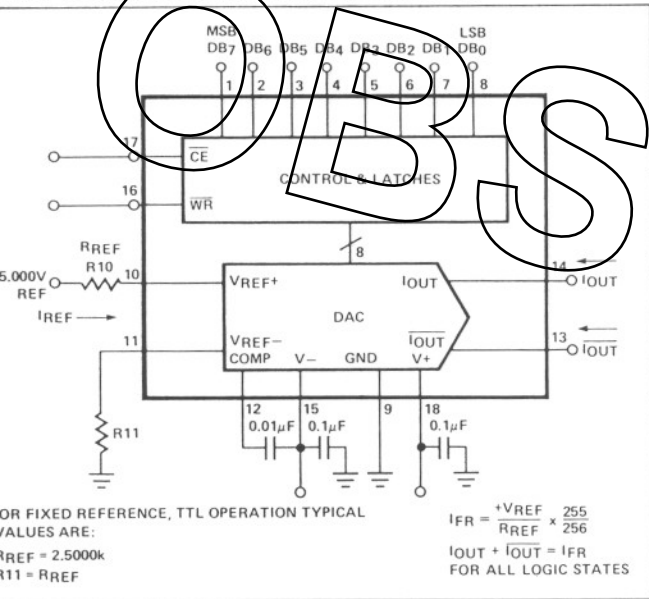 OBS
MSB LSB
DB7 DB6 DB5 DB4 DB3 DB2 DB1 DB0
1 2 3 4 5 6 7 8
17 CE
CONTROL & LATCHES
16 WR
8
RREF
R10
5.000V
REF
10 VREF+
IREF
IOUT 14 IOUT
DAC
11 VREF−
COMP V− GND V+
IOUT 13 IOUT
12 15 9 18
0.01μF 0.1μF 0.1μF
R11
OR FIXED REFERENCE, TTL OPERATION TYPICAL
VALUES ARE:
RREF = 2.5000k
R11 = RREF
IFR = +VREF / RREF x 255 / 256
IOUT + IOUT = IFR
FOR ALL LOGIC STATES